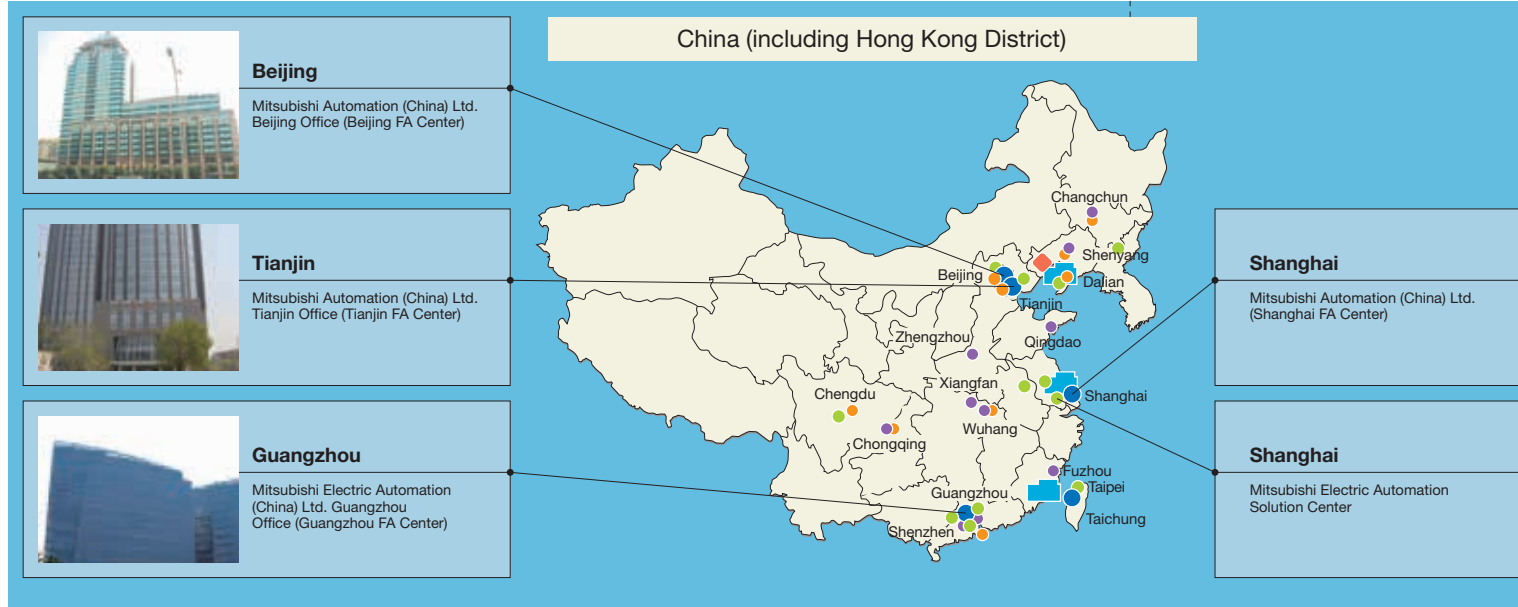 China (including Hong Kong District)
Beijing
Mitsubishi Automation (China) Ltd.
Beijing Office (Beijing FA Center)
Tianjin
Mitsubishi Automation (China) Ltd.
Tianjin Office (Tianjin FA Center)
Guangzhou
Mitsubishi Electric Automation
(China) Ltd. Guangzhou
Office (Guangzhou FA Center)
Changchun
Shenyang
Beijing
Dalian
Tianjin
Zhengzhou
Qingdao
Xiangfan
Chengdu
Shanghai
Wuhang
Chongqing
Fuzhou
Guangzhou
Taipei
Taichung
Shenzhen
Shanghai
Mitsubishi Automation (China) Ltd.
(Shanghai FA Center)
Shanghai
Mitsubishi Electric Automation
Solution Center